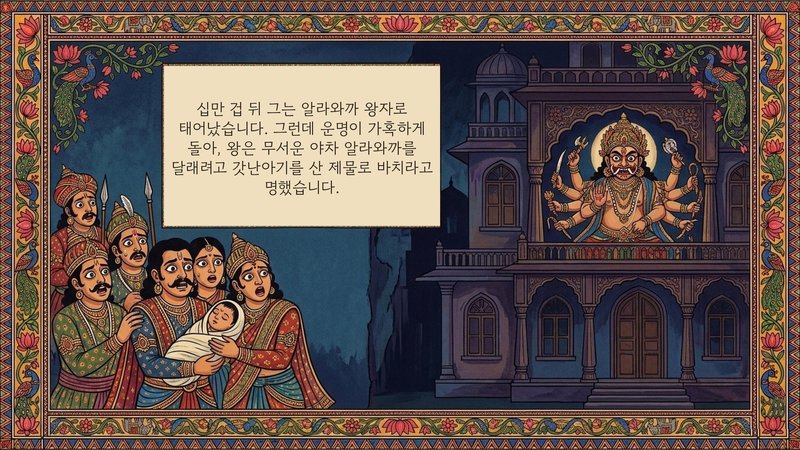 십만 겁 뒤 그는 알라와까 왕자로
태어났습니다. 그런데 운명이 가혹하게
돌아, 왕은 무서운 야차 알라와까를
달래려고 갓난아기를 산 제물로 바치라고
명했습니다.